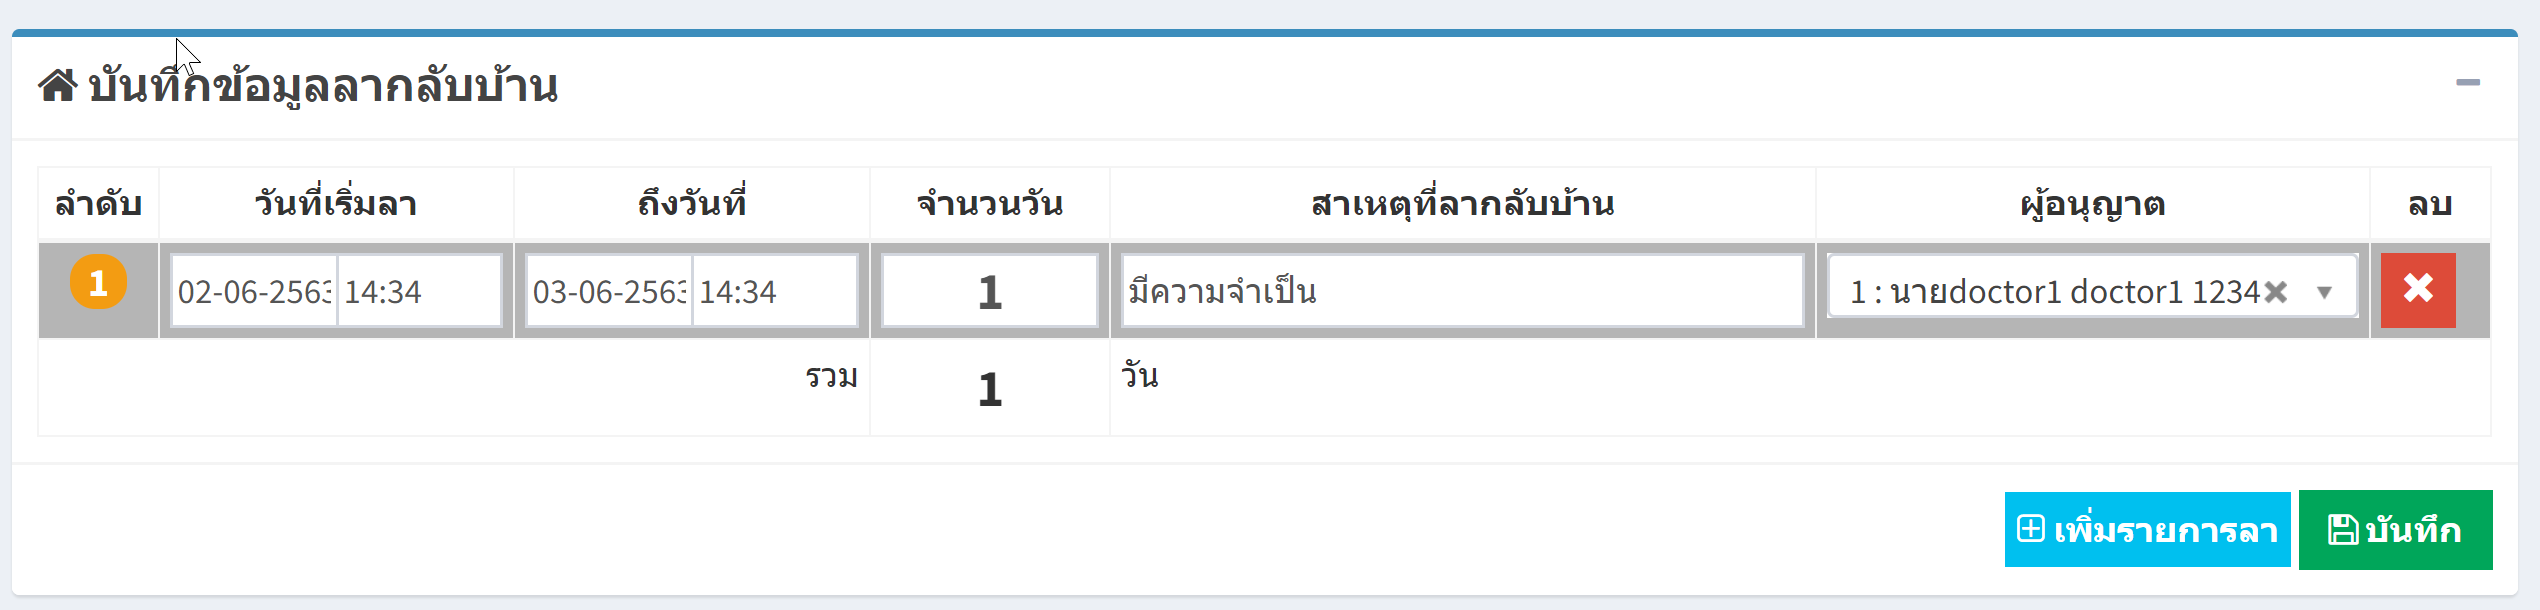 บันทึกข้อมูลลากลับบ้าน
ลำดับ วันที่เริ่มลา ถึงวันที่ จำนวนวัน สาเหตุที่ลากลับบ้าน ผู้อนุญาต ลบ
1 02-06-2563 14:34 03-06-2563 14:34 1 มีความจำเป็น 1 : นายdoctor1 doctor1 1234
รวม 1 วัน
เพิ่มรายการลา บันทึก